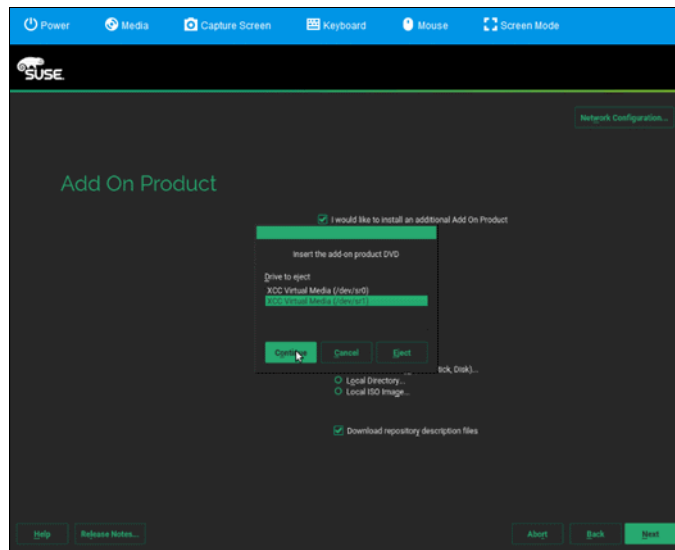 Power Media Capture Screen Keyboard Mouse Screen Mode
SUSE.
Network Configuration...
Add On Product
I would like to install an additional Add On Product
Insert the add-on product DVD
Drive to eject
XCC Virtual Media (/dev/sr0)
XCC Virtual Media (/dev/sr1)
Continue Cancel Eject
tick, Disk)...
Local Directory...
Local ISO Image...
Download repository description files
Help Release Notes... Abort Back Next